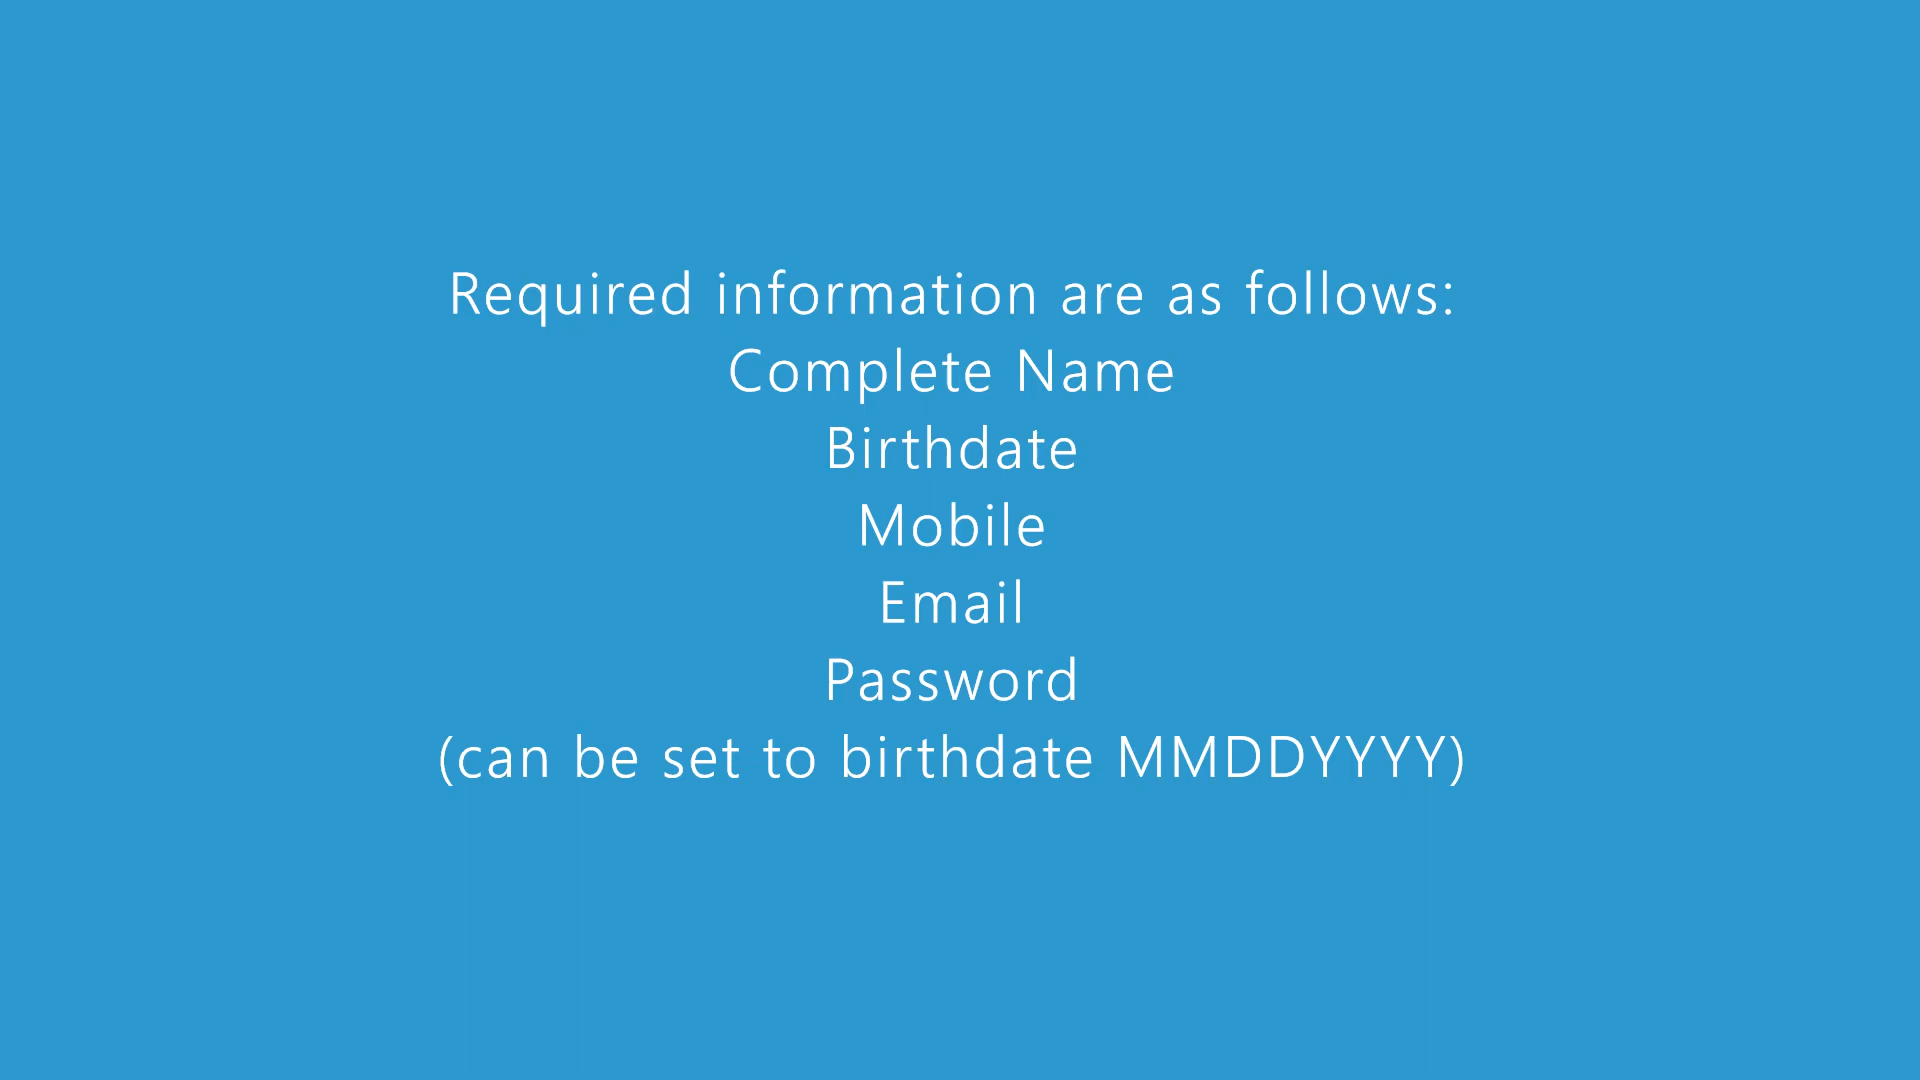 Required information are as follows:
Complete Name
Birthdate
Mobile
Email
Password
(can be set to birthdate MMDDYYYY)